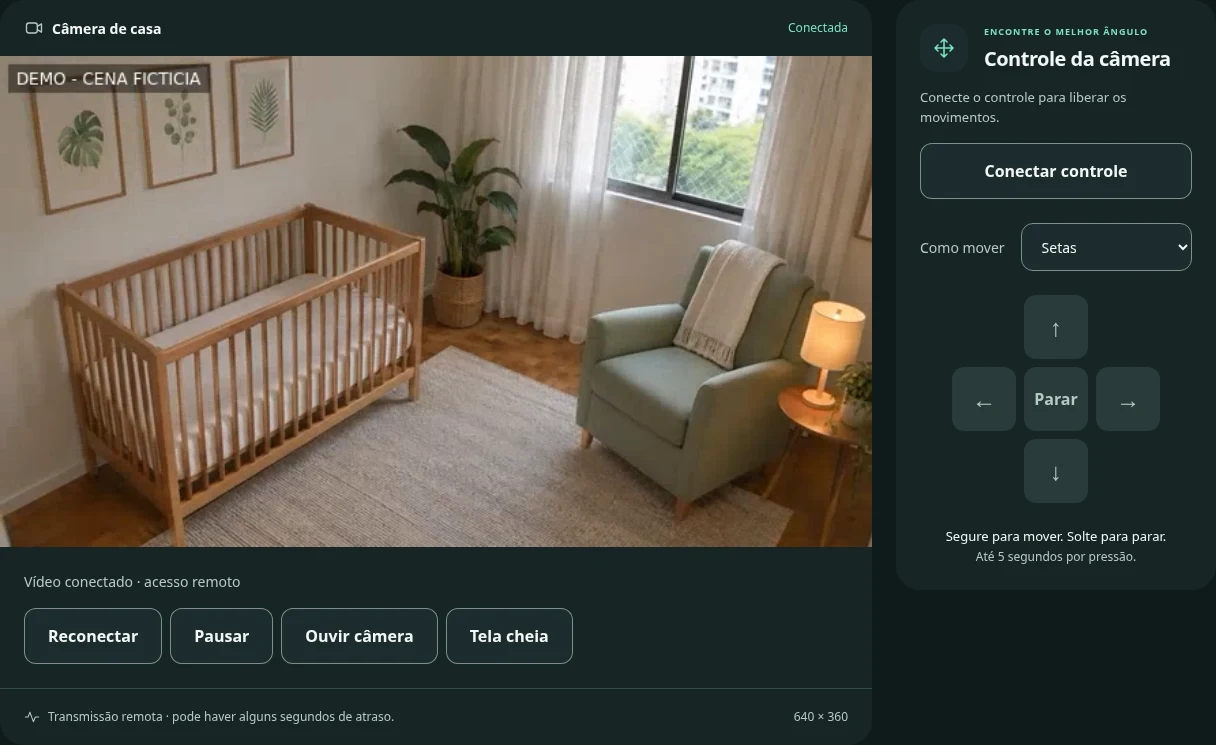 Câmera de casa
Conectada
DEMO - CENA FICTICIA
Vídeo conectado · acesso remoto
Reconectar
Pausar
Ouvir câmera
Tela cheia
Transmissão remota · pode haver alguns segundos de atraso.
640 × 360
ENCONTRE O MELHOR ÂNGULO
Controle da câmera
Conecte o controle para liberar os
movimentos.
Conectar controle
Como mover
Setas
↑
← Parar →
↓
Segure para mover. Solte para parar.
Até 5 segundos por pressão.